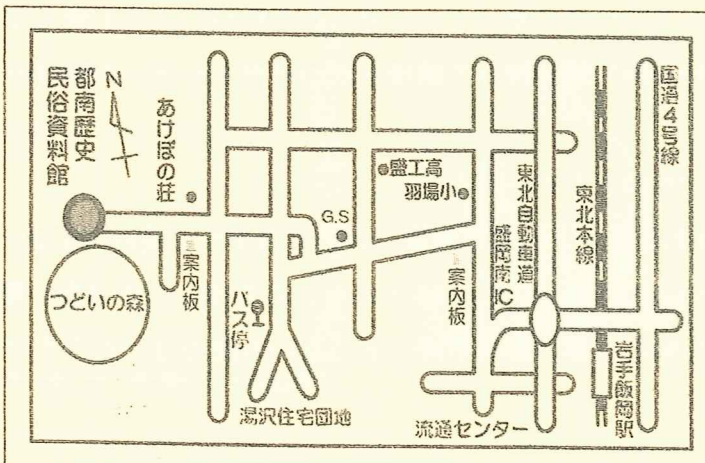 N
都南歴史
民俗資料館
あけぼの荘
つどいの森
案内板
バス停
湯沢住宅団地
G.S
盛工高
羽場小
案内板
流通センター
東北自動車道
盛岡南IC
東北本線
岩手飯岡駅
国道4号線